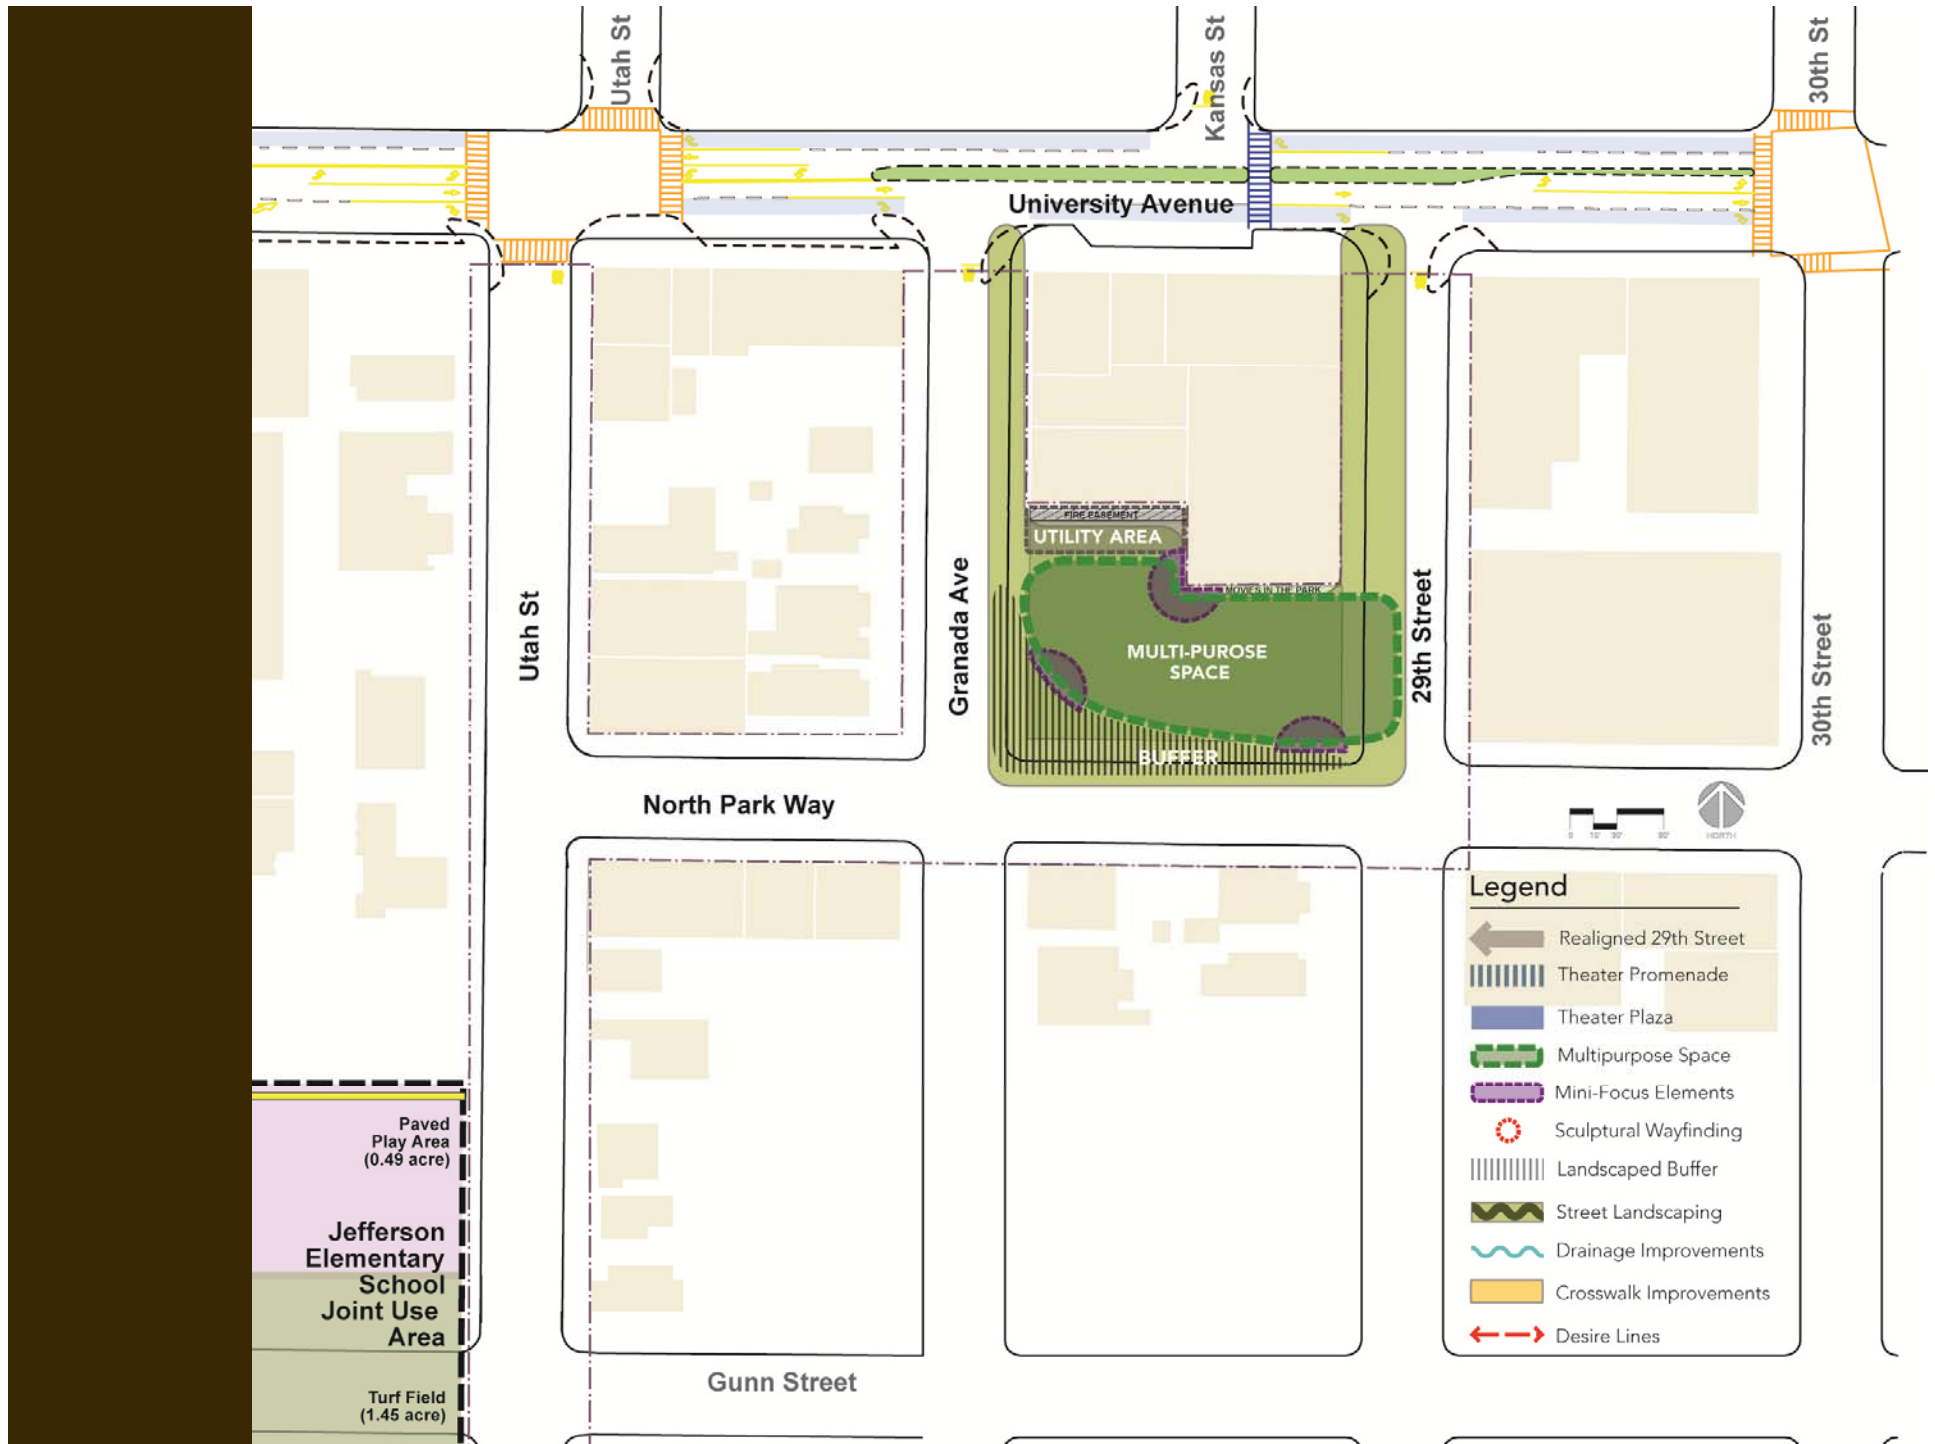 Utah St
Kansas St
30th St
University Avenue
FIRE EASEMENT
UTILITY AREA
MOVIES IN THE PARK
MULTI-PUROSE
SPACE
BUFFER
Utah St
Granada Ave
29th Street
30th Street
North Park Way
NORTH
Legend
Realigned 29th Street
Theater Promenade
Theater Plaza
Multipurpose Space
Mini-Focus Elements
Sculptural Wayfinding
Landscaped Buffer
Street Landscaping
Drainage Improvements
Crosswalk Improvements
Desire Lines
Paved
Play Area
(0.49 acre)
Jefferson
Elementary
School
Joint Use
Area
Turf Field
(1.45 acre)
Gunn Street